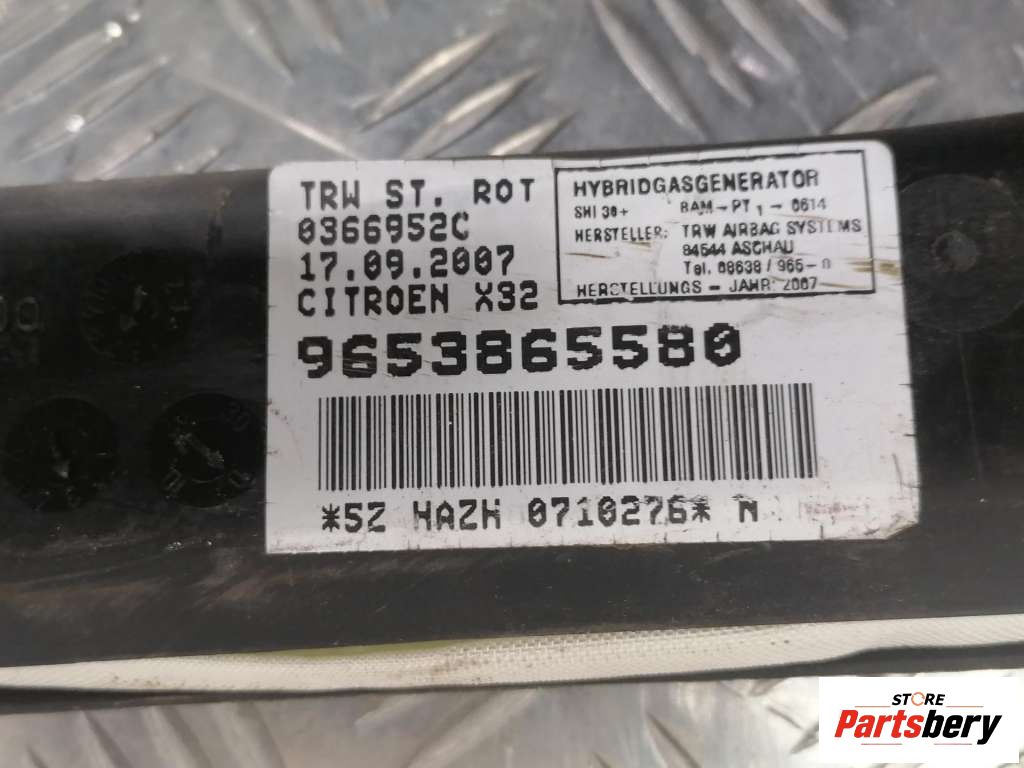 TRW ST. ROT
0366952C
17.09.2007
CITROEN X32
HYBRIDGASGENERATOR
SHI 30+ BAM-PT 1 - 0614
HERSTELLER: TRW AIRBAG SYSTEMS
84544 ASCHAU
Tel. 08638 / 965-0
HERSTELLUNGS - JAHR: 2007
9653865580
*5Z HAZH 0710276* N
STORE
Partsbery